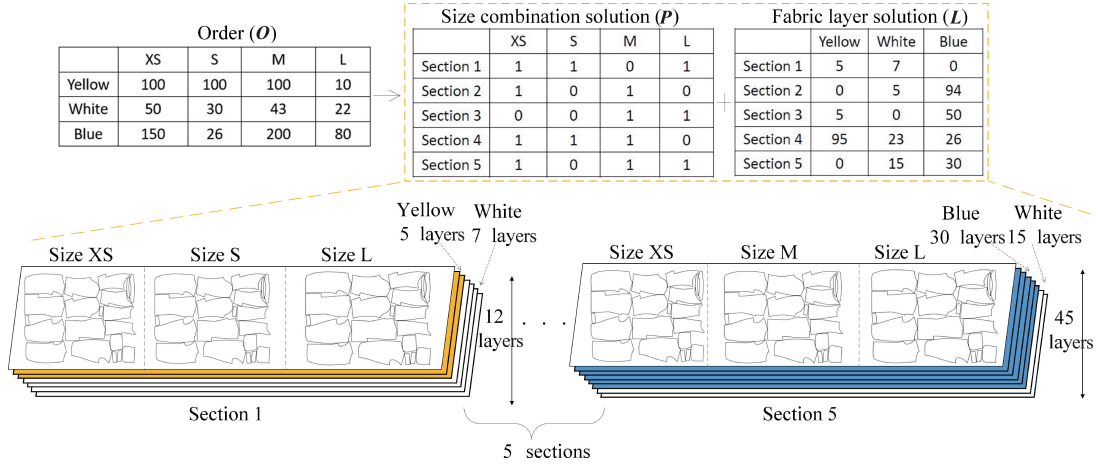 Order (O)
XS S M L
Yellow 100 100 100 10
White 50 30 43 22
Blue 150 26 200 80
Size combination solution (P)
XS S M L
Section 1 1 1 0 1
Section 2 1 0 1 0
Section 3 0 0 1 1
Section 4 1 1 1 0
Section 5 1 0 1 1
+
Fabric layer solution (L)
Yellow White Blue
Section 1 5 7 0
Section 2 0 5 94
Section 3 5 0 50
Section 4 95 23 26
Section 5 0 15 30
Yellow
5 layers
White
7 layers
Size XS Size S Size L
12
layers
Section 1
. . .
Blue
30 layers
White
15 layers
Size XS Size M Size L
45
layers
Section 5
5 sections